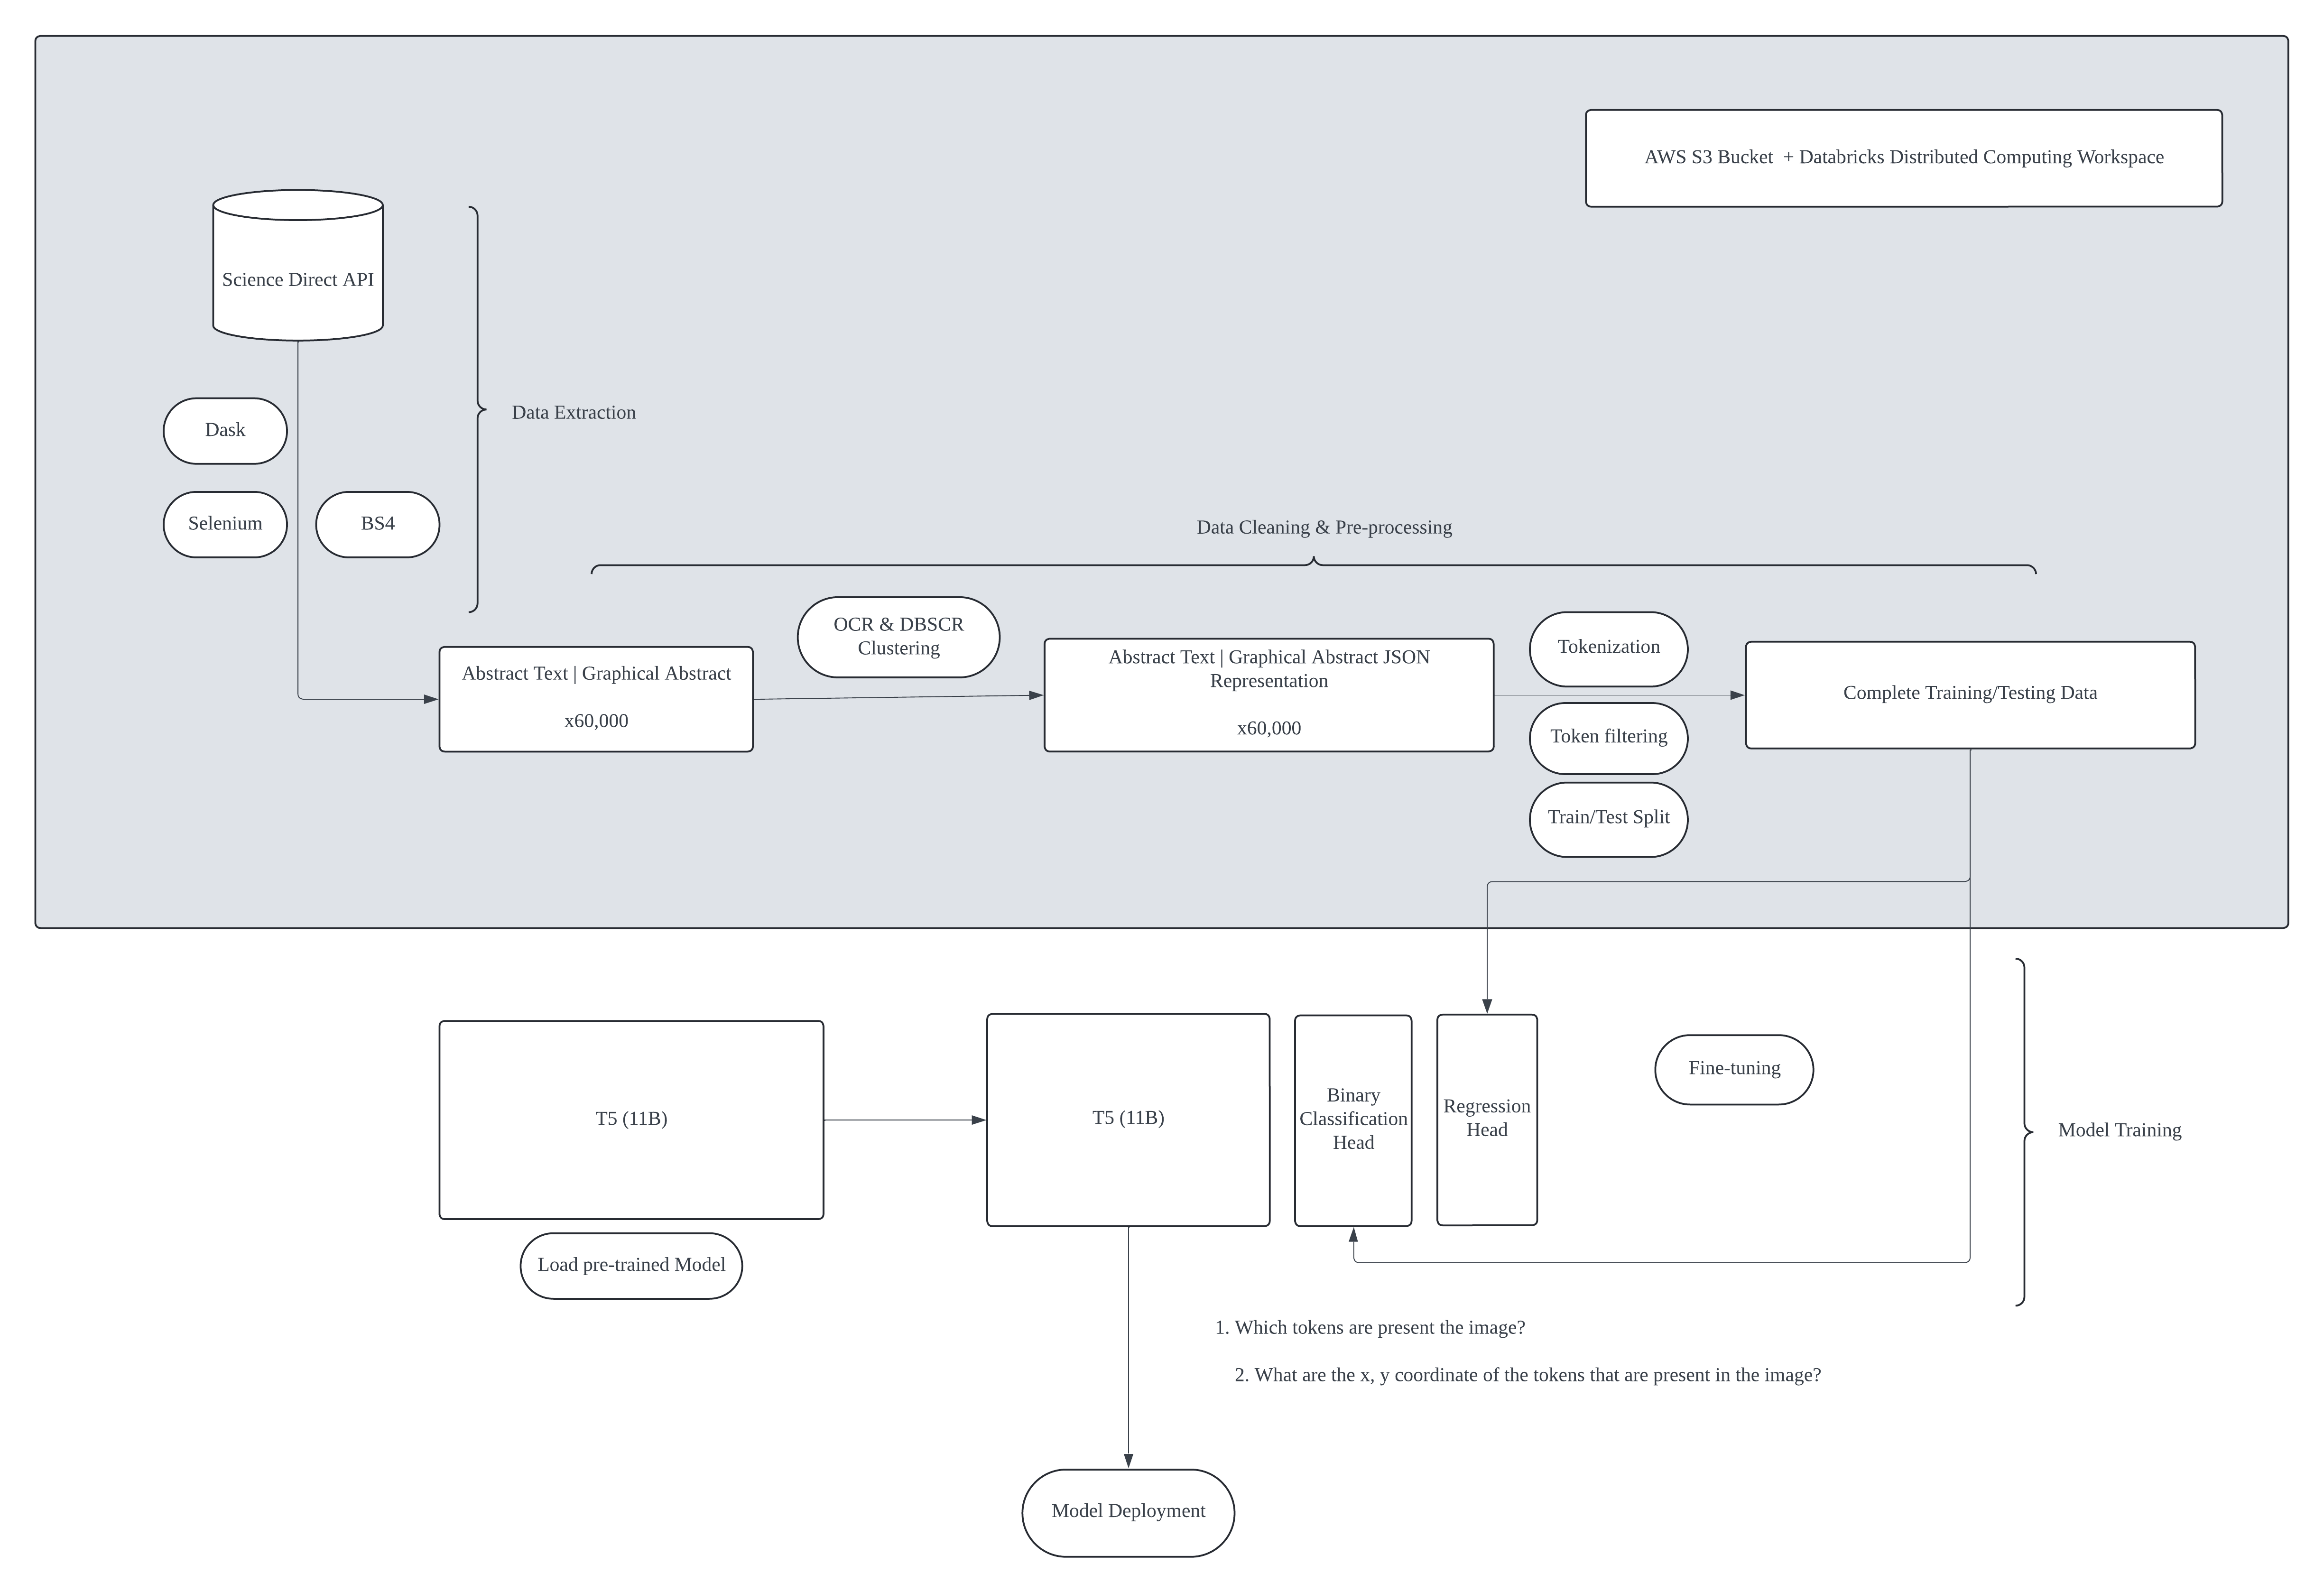 AWS S3 Bucket + Databricks Distributed Computing Workspace
Science Direct API
Data Extraction
Dask
Selenium
BS4
Data Cleaning & Pre-processing
OCR & DBSCR
Clustering
Abstract Text | Graphical Abstract
x60,000
Abstract Text | Graphical Abstract JSON
Representation
x60,000
Tokenization
Token filtering
Train/Test Split
Complete Training/Testing Data
T5 (11B)
Load pre-trained Model
T5 (11B)
Binary
Classification
Head
Regression
Head
Fine-tuning
Model Training
1. Which tokens are present the image?
2. What are the x, y coordinate of the tokens that are present in the image?
Model Deployment